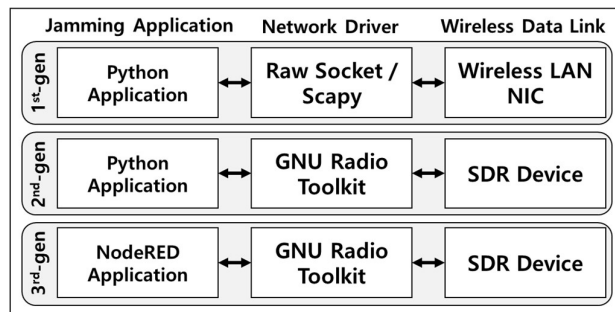 Jamming Application Network Driver Wireless Data Link
1st-gen
Python
Application
Raw Socket /
Scapy
Wireless LAN
NIC
2nd-gen
Python
Application
GNU Radio
Toolkit
SDR Device
3rd-gen
NodeRED
Application
GNU Radio
Toolkit
SDR Device